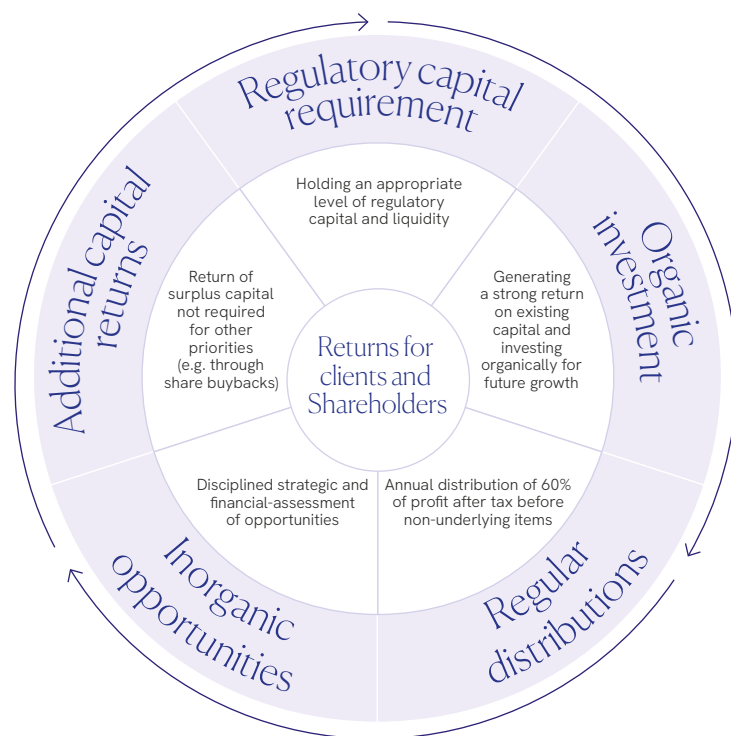 Regulatory capital
requirement
Holding an appropriate
level of regulatory
capital and liquidity
Organic
investment
Generating
a strong return
on existing
capital and
investing
organically for
future growth
Regular
distributions
Annual distribution of 60%
of profit after tax before
non-underlying items
Inorganic
opportunities
Disciplined strategic and
financial-assessment
of opportunities
Additional capital
returns
Return of
surplus capital
not required
for other
priorities
(e.g. through
share buybacks)
Returns for
clients and
Shareholders